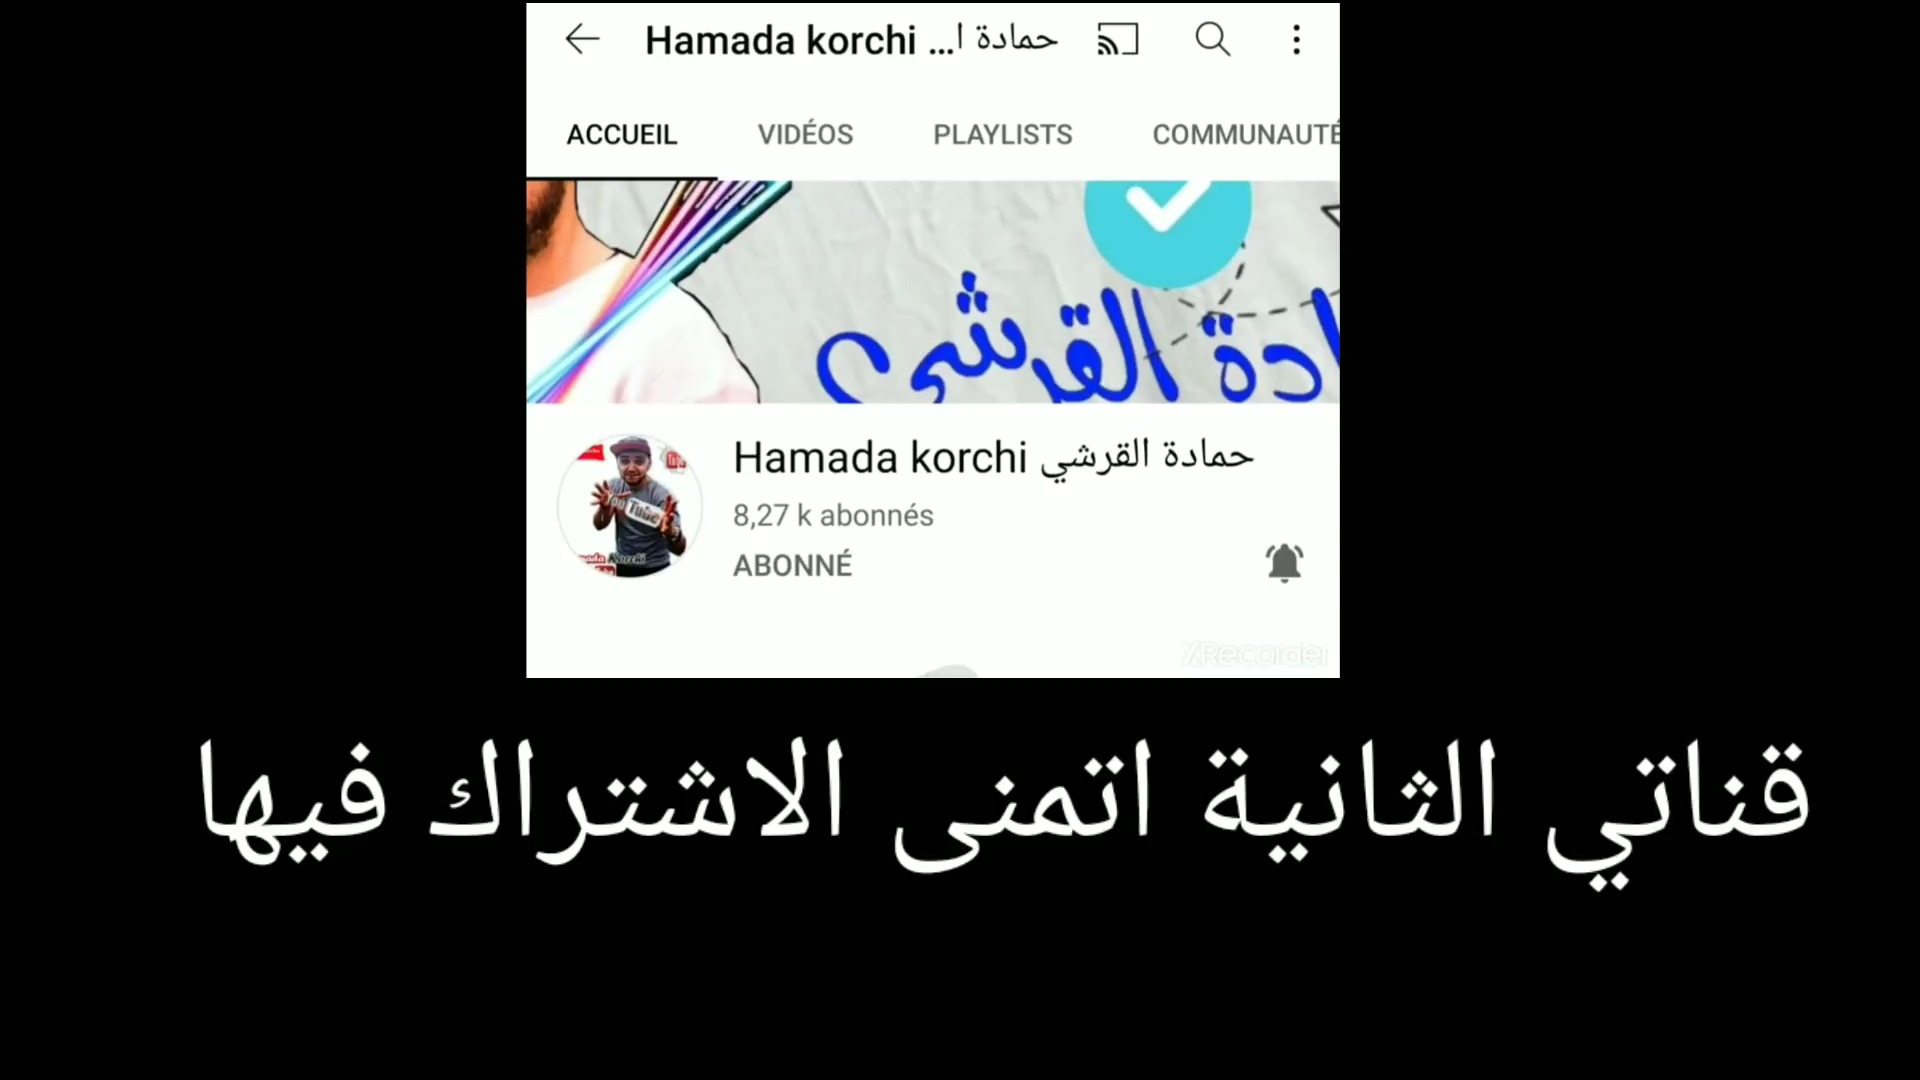 Hamada korchi ... حمادة ا
ACCUEIL VIDÉOS PLAYLISTS COMMUNAUTÉ
ادة القرشي
Hamada korchi حمادة القرشي
8,27 k abonnés
ABONNÉ
XRecorder
قناتي الثانية اتمنى الاشتراك فيها